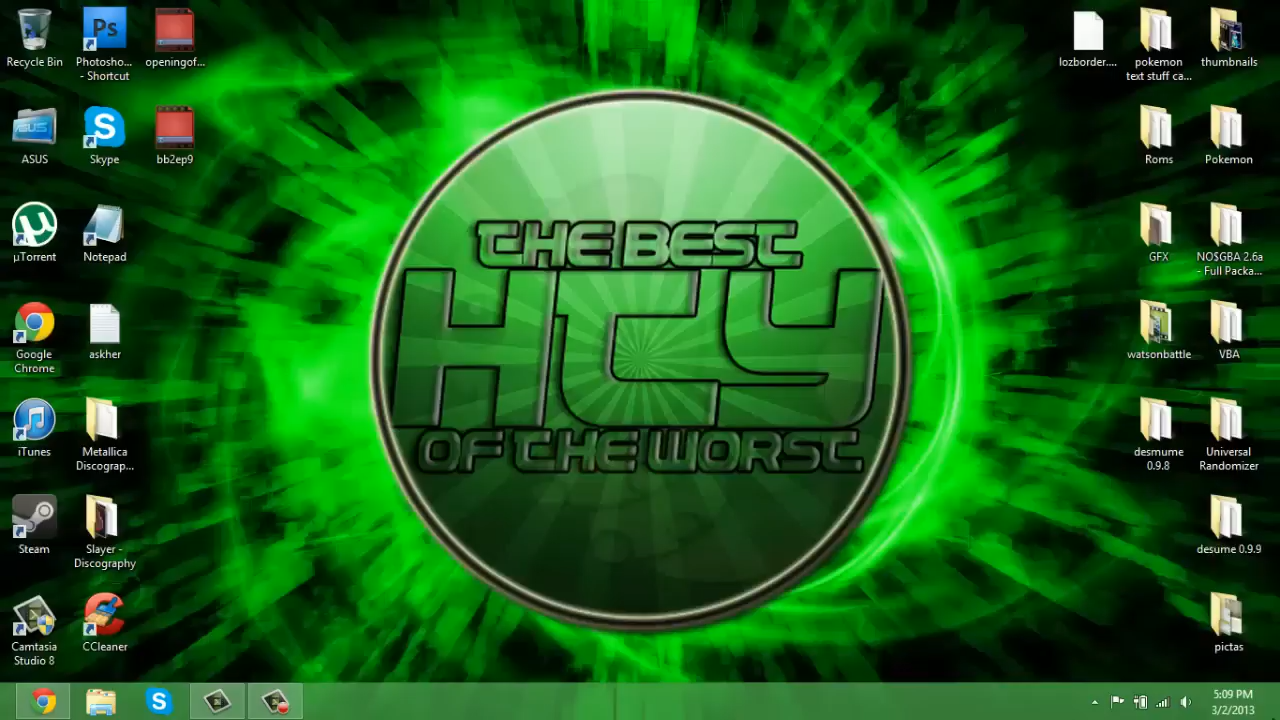 Recycle Bin
Photosho...
- Shortcut
openingof...
ASUS
Skype
bb2ep9
µTorrent
Notepad
Google
Chrome
askher
iTunes
Metallica
Discograp...
Steam
Slayer -
Discography
Camtasia
Studio 8
CCleaner
THE BEST
HCY
OF THE WORST
lozborder....
pokemon
text stuff ca...
thumbnails
Roms
Pokemon
GFX
NO$GBA 2.6a
- Full Packa...
watsonbattle
VBA
desmume
0.9.8
Universal
Randomizer
desume 0.9.9
pictas
5:09 PM
3/2/2013